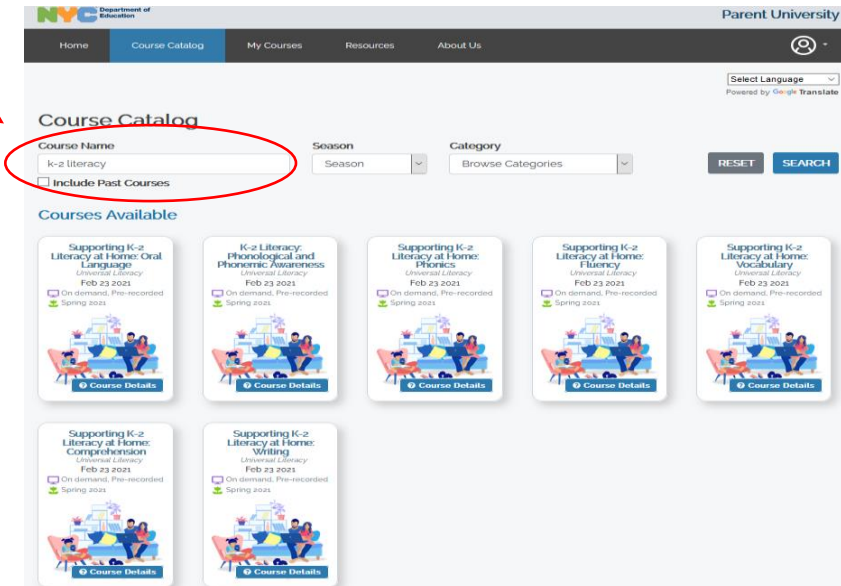 NYC Department of
Education
Parent University
Home Course Catalog My Courses Resources About Us
Select Language
Powered by Google Translate
Course Catalog
Course Name Season Category
k-2 literacy Season Browse Categories RESET SEARCH
Include Past Courses
Courses Available
Supporting K-2
Literacy at Home: Oral
Language
Universal Literacy
Feb 23 2021
On demand, Pre-recorded
Spring 2021
Course Details
K-2 Literacy:
Phonological and
Phonemic Awareness
Universal Literacy
Feb 23 2021
On demand, Pre-recorded
Spring 2021
Course Details
Supporting K-2
Literacy at Home:
Phonics
Universal Literacy
Feb 23 2021
On demand, Pre-recorded
Spring 2021
Course Details
Supporting K-2
Literacy at Home:
Fluency
Universal Literacy
Feb 23 2021
On demand, Pre-recorded
Spring 2021
Course Details
Supporting K-2
Literacy at Home:
Vocabulary
Universal Literacy
Feb 23 2021
On demand, Pre-recorded
Spring 2021
Course Details
Supporting K-2
Literacy at Home:
Comprehension
Universal Literacy
Feb 23 2021
On demand, Pre-recorded
Spring 2021
Course Details
Supporting K-2
Literacy at Home:
Writing
Universal Literacy
Feb 23 2021
On demand, Pre-recorded
Spring 2021
Course Details